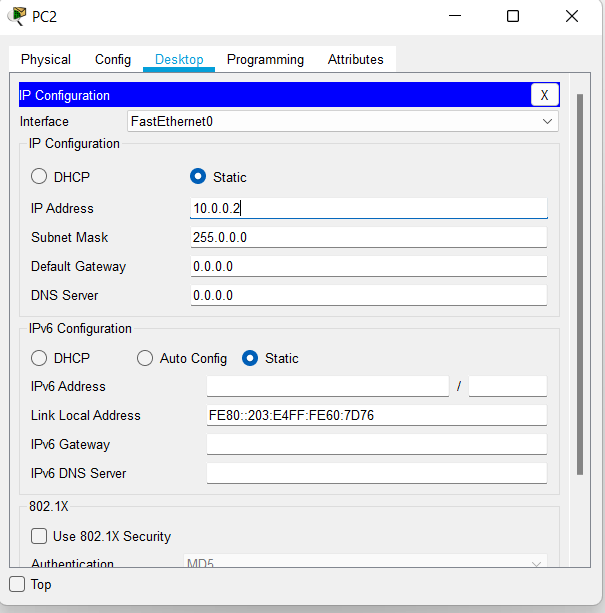 PC2
Physical Config Desktop Programming Attributes
IP Configuration X
Interface FastEthernet0
IP Configuration
DHCP Static
IP Address 10.0.0.2
Subnet Mask 255.0.0.0
Default Gateway 0.0.0.0
DNS Server 0.0.0.0
IPv6 Configuration
DHCP Auto Config Static
IPv6 Address /
Link Local Address FE80::203:E4FF:FE60:7D76
IPv6 Gateway
IPv6 DNS Server
802.1X
Use 802.1X Security
Authentication MD5
Top